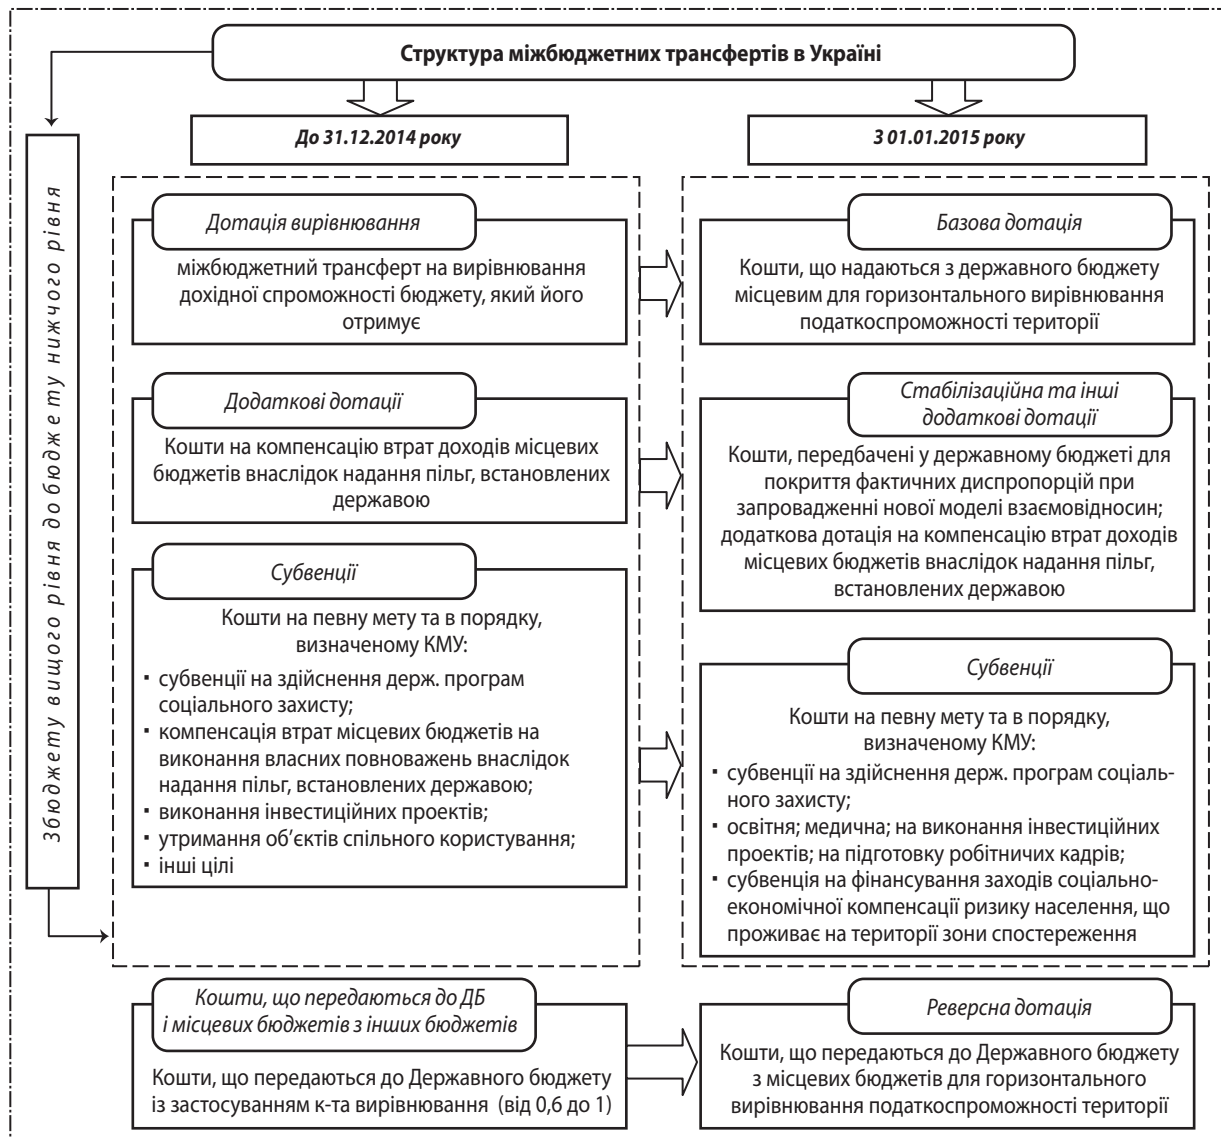 Структура міжбюджетних трансфертів в Україні
До 31.12.2014 року
З 01.01.2015 року
З бюджету вищого рівня до бюджету нижчого рівня
Дотація вирівнювання
міжбюджетний трансферт на вирівнювання
дохідної спроможності бюджету, який його
отримує
Базова дотація
Кошти, що надаються з державного бюджету
місцевим для горизонтального вирівнювання
податкоспроможності території
Додаткові дотації
Кошти на компенсацію втрат доходів місцевих
бюджетів внаслідок надання пільг, встановлених
державою
Стабілізаційна та інші
додаткові дотації
Кошти, передбачені у державному бюджеті для
покриття фактичних диспропорцій при
запровадженні нової моделі взаємовідносин;
додаткова дотація на компенсацію втрат доходів
місцевих бюджетів внаслідок надання пільг,
встановлених державою
Субвенції
Кошти на певну мету та в порядку,
визначеному КМУ:
▪ субвенції на здійснення держ. програм
соціального захисту;
▪ компенсація втрат місцевих бюджетів на
виконання власних повноважень внаслідок
надання пільг, встановлених державою;
▪ виконання інвестиційних проектів;
▪ утримання об’єктів спільного користування;
▪ інші цілі
Субвенції
Кошти на певну мету та в порядку,
визначеному КМУ:
▪ субвенції на здійснення держ. програм соціаль-
ного захисту;
▪ освітня; медична; на виконання інвестиційних
проектів; на підготовку робітничих кадрів;
▪ субвенція на фінансування заходів соціально-
економічної компенсації ризику населення, що
проживає на території зони спостереження
Кошти, що передаються до ДБ
і місцевих бюджетів з інших бюджетів
Кошти, що передаються до Державного бюджету
із застосуванням к-та вирівнювання (від 0,6 до 1)
Реверсна дотація
Кошти, що передаються до Державного бюджету
з місцевих бюджетів для горизонтального
вирівнювання податкоспроможності території